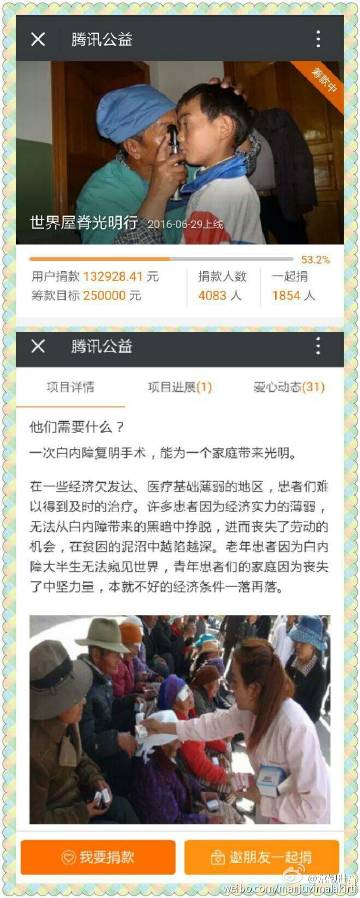 腾讯公益
筹款中
世界屋脊光明行 2016-06-29上线
53.2%
用户捐款 132928.41 元
筹款目标 250000 元
捐款人数
4083 人
一起捐
1854 人
腾讯公益
项目详情
项目进展(1)
爱心动态(31)
他们需要什么？
一次白内障复明手术，能为一个家庭带来光明。
在一些经济欠发达、医疗基础薄弱的地区，患者们难
以得到及时的治疗。许多患者因为经济实力的薄弱，
无法从白内障带来的黑暗中挣脱，进而丧失了劳动的
机会，在贫困的泥沼中越陷越深。老年患者因为白内
障大半生无法窥见世界，青年患者们的家庭因为丧失
了中坚力量，本就不好的经济条件一落再落。
我要捐款
邀朋友一起捐